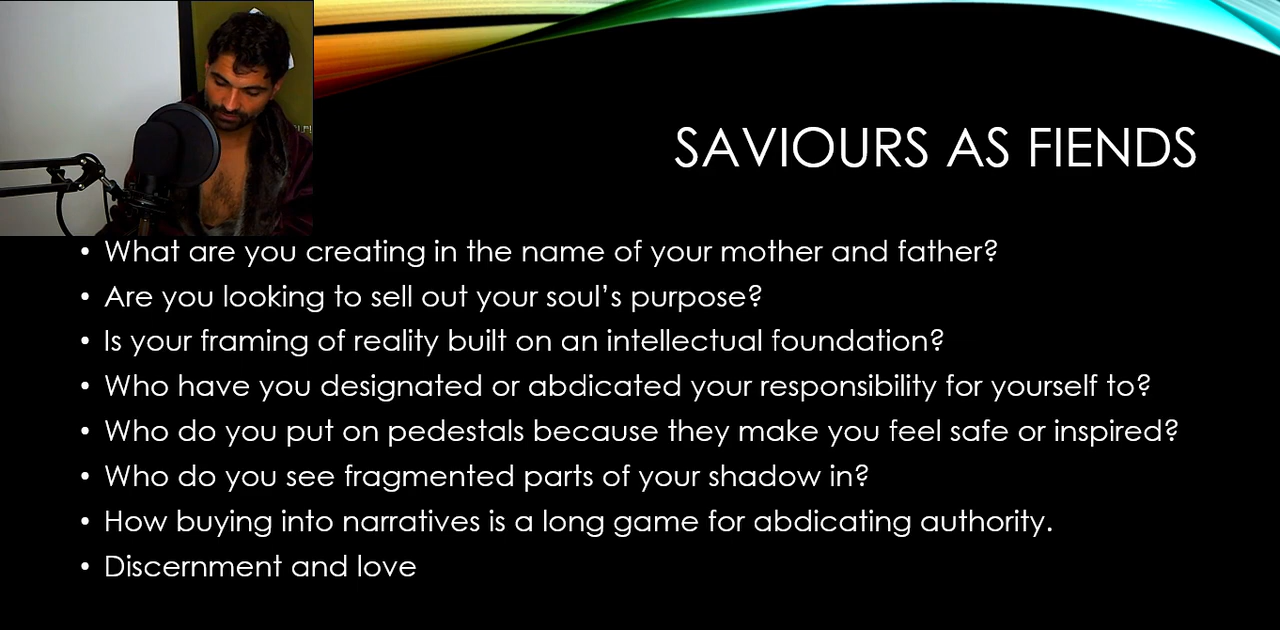 SAVIOURS AS FIENDS
• What are you creating in the name of your mother and father?
• Are you looking to sell out your soul's purpose?
• Is your framing of reality built on an intellectual foundation?
• Who have you designated or abdicated your responsibility for yourself to?
• Who do you put on pedestals because they make you feel safe or inspired?
• Who do you see fragmented parts of your shadow in?
• How buying into narratives is a long game for abdicating authority.
• Discernment and love